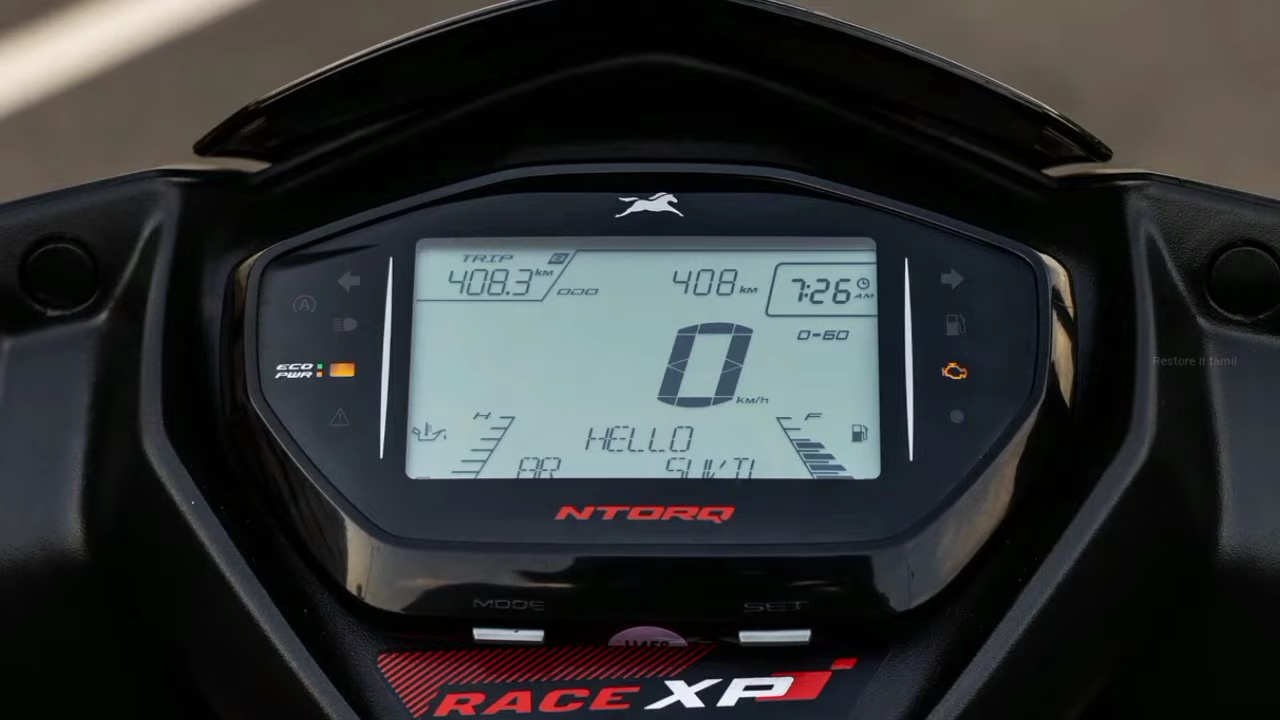 TRIP
408.3 km
408 km
7:26 AM
0-60
0
km/h
ECO
PWR
H
F
HELLO
NTORQ
MODE
SET
RACE XP
Restore it tamil